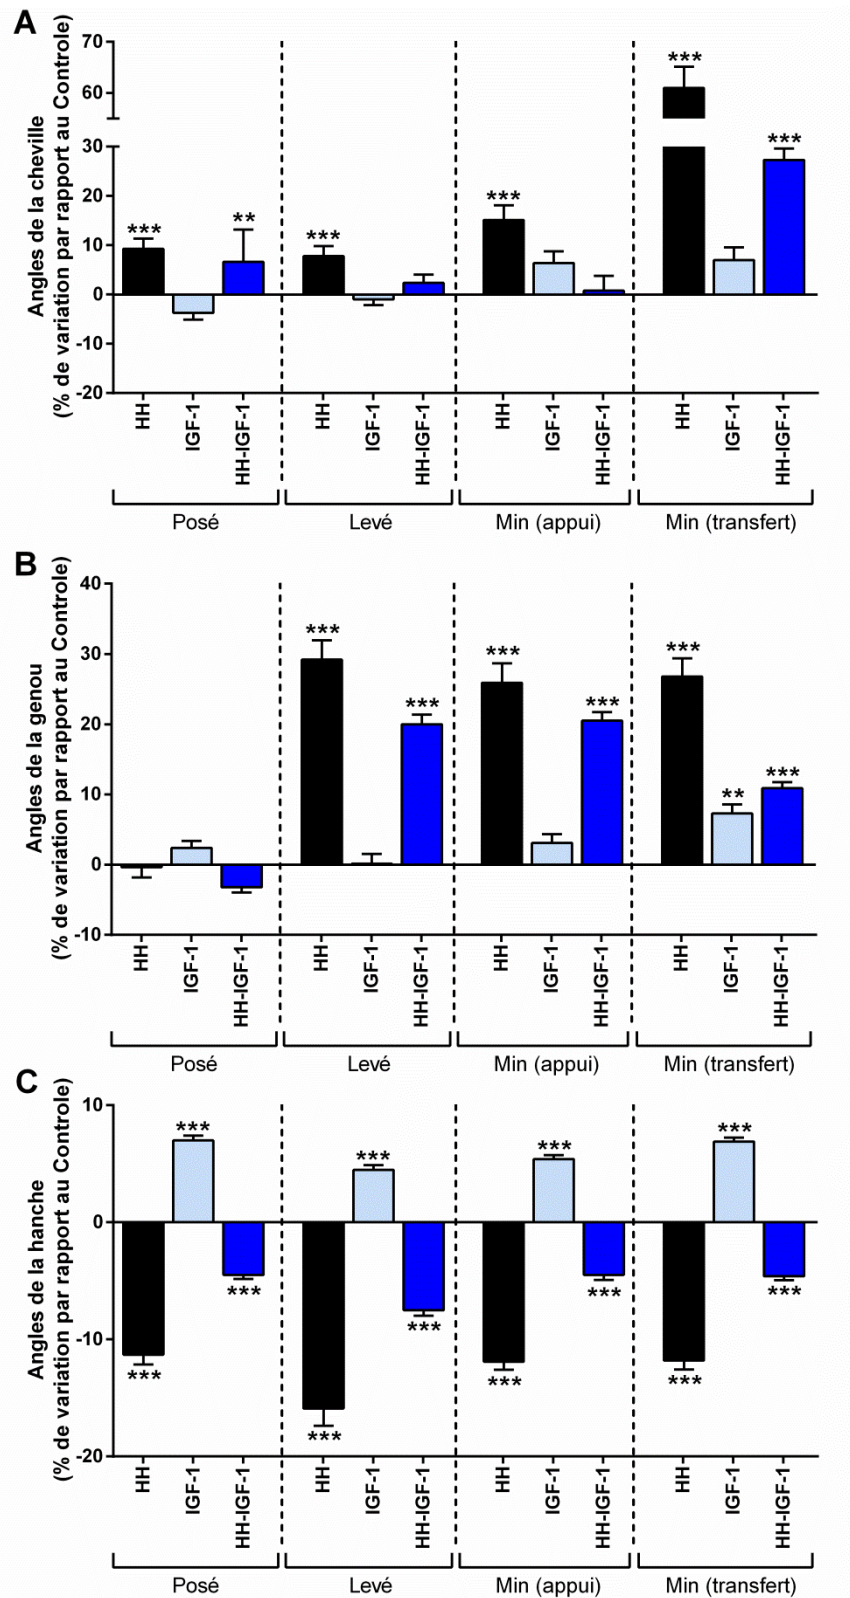 A
Angles de la cheville
(% de variation par rapport au Controle)
70
60
30
20
10
0
-10
-20
*** ** *** *** *** ***
HH IGF-1 HH-IGF-1 HH IGF-1 HH-IGF-1 HH IGF-1 HH-IGF-1 HH IGF-1 HH-IGF-1
Posé Levé Min (appui) Min (transfert)
B
Angles de la genou
(% de variation par rapport au Controle)
40
30
20
10
0
-10
*** *** *** *** *** ** ***
HH IGF-1 HH-IGF-1 HH IGF-1 HH-IGF-1 HH IGF-1 HH-IGF-1 HH IGF-1 HH-IGF-1
Posé Levé Min (appui) Min (transfert)
C
Angles de la hanche
(% de variation par rapport au Controle)
10
0
-10
-20
*** *** *** *** *** *** *** *** *** *** *** ***
HH IGF-1 HH-IGF-1 HH IGF-1 HH-IGF-1 HH IGF-1 HH-IGF-1 HH IGF-1 HH-IGF-1
Posé Levé Min (appui) Min (transfert)